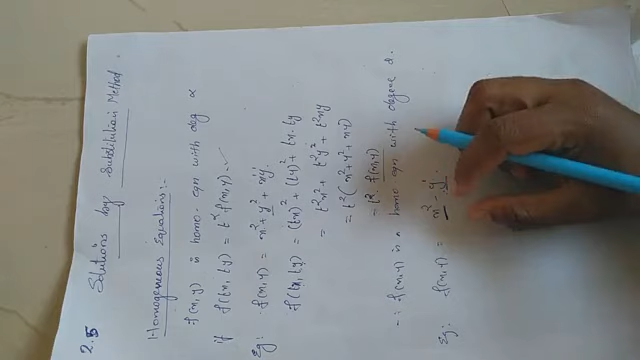 2.5 Solutions by Substitution Method.
Homogeneous Equations:-
f(x, y) is homo. eqn with deg α
if f(tx, ty) = t^α f(x, y) ✓
Eg: f(x, y) = x² + y² + xy.
f(tx, ty) = (tx)² + (ty)² + tx. ty
= t²x² + t²y² + t²xy
= t²(x² + y² + xy)
= t². f(x, y)
∴ f(x, y) is a homo eqn with degree 2.
Eg: f(x, y) = x² - y